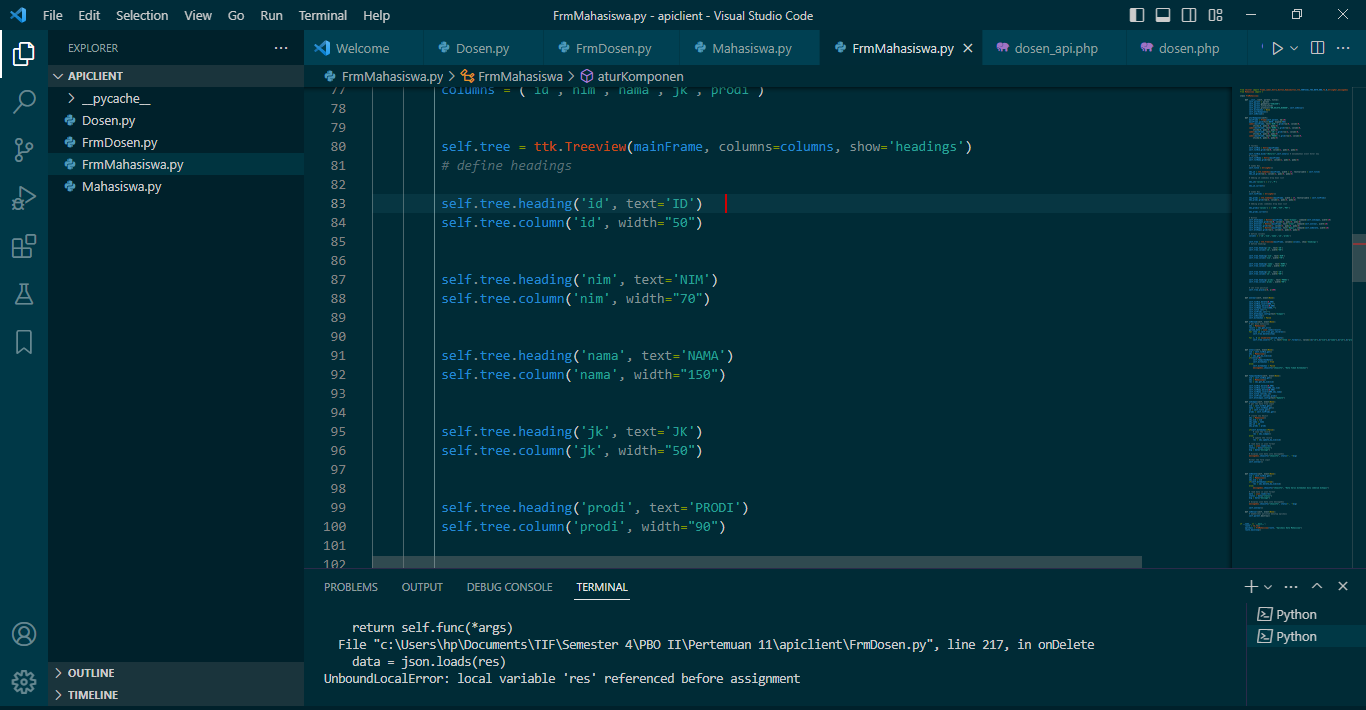 File Edit Selection View Go Run Terminal Help FrmMahasiswa.py - apiclient - Visual Studio Code
EXPLORER
APICLIENT
__pycache__
Dosen.py
FrmDosen.py
FrmMahasiswa.py
Mahasiswa.py
OUTLINE
TIMELINE
Welcome Dosen.py FrmDosen.py Mahasiswa.py FrmMahasiswa.py dosen_api.php dosen.php
FrmMahasiswa.py > FrmMahasiswa > aturKomponen
77 columns = ('id','nim','nama','jk','prodi')
78
79
80 self.tree = ttk.Treeview(mainFrame, columns=columns, show='headings')
81 # define headings
82
83 self.tree.heading('id', text='ID')
84 self.tree.column('id', width="50")
85
86
87 self.tree.heading('nim', text='NIM')
88 self.tree.column('nim', width="70")
89
90
91 self.tree.heading('nama', text='NAMA')
92 self.tree.column('nama', width="150")
93
94
95 self.tree.heading('jk', text='JK')
96 self.tree.column('jk', width="50")
97
98
99 self.tree.heading('prodi', text='PRODI')
100 self.tree.column('prodi', width="90")
101
102
PROBLEMS OUTPUT DEBUG CONSOLE TERMINAL
return self.func(*args)
File "c:\Users\hp\Documents\TIF\Semester 4\PBO II\Pertemuan 11\apiclient\FrmDosen.py", line 217, in onDelete
data = json.loads(res)
UnboundLocalError: local variable 'res' referenced before assignment
Python
Python